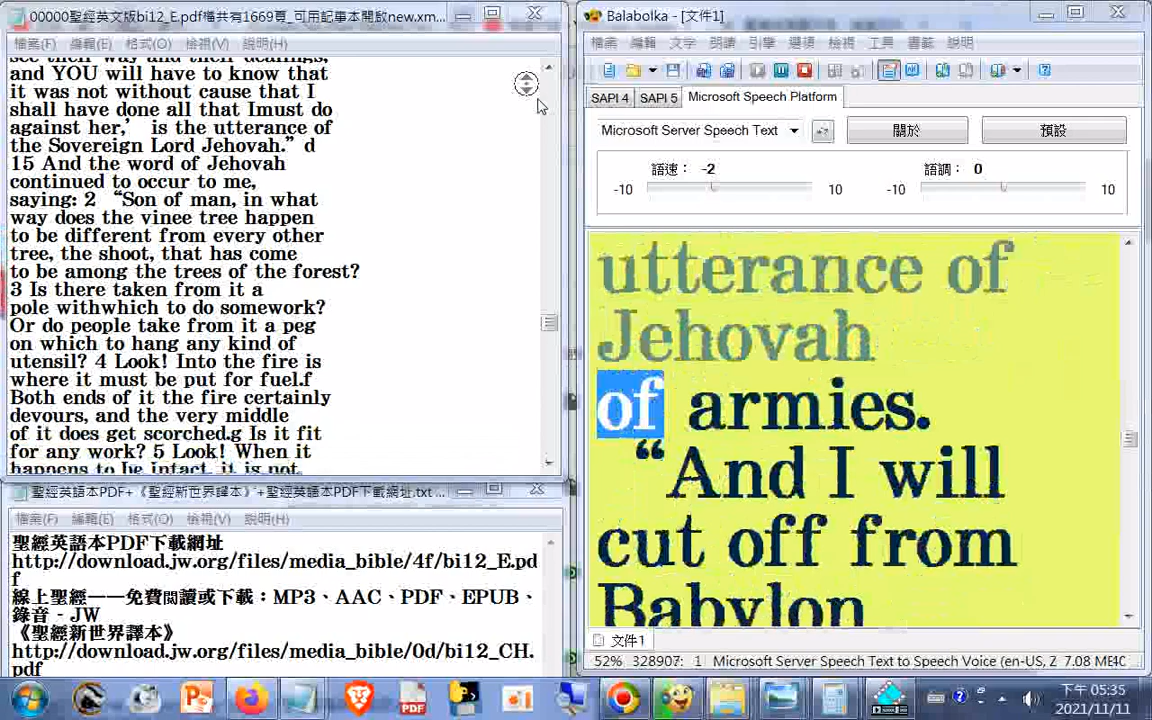 00000聖經英文版bi12_E.pdf檔共有1669頁_可用記事本開啟new.xm...
檔案(F) 編輯(E) 格式(O) 檢視(V) 說明(H)
see their way and their dealings,
and YOU will have to know that
it was not without cause that I
shall have done all that Imust do
against her,’ is the utterance of
the Sovereign Lord Jehovah.” d
15 And the word of Jehovah
continued to occur to me,
saying: 2 “Son of man, in what
way does the vinee tree happen
to be different from every other
tree, the shoot, that has come
to be among the trees of the forest?
3 Is there taken from it a
pole withwhich to do somework?
Or do people take from it a peg
on which to hang any kind of
utensil? 4 Look! Into the fire is
where it must be put for fuel.f
Both ends of it the fire certainly
devours, and the very middle
of it does get scorched.g Is it fit
for any work? 5 Look! When it
happens to be intact, it is not
聖經英語本PDF+《聖經新世界譯本》+聖經英語本PDF下載網址.txt ...
檔案(F) 編輯(E) 格式(O) 檢視(V) 說明(H)
聖經英語本PDF下載網址
http://download.jw.org/files/media_bible/4f/bi12_E.pd
f
線上聖經——免費閱讀或下載：MP3、AAC、PDF、EPUB、
錄音 - JW
《聖經新世界譯本》
http://download.jw.org/files/media_bible/0d/bi12_CH.
pdf
Balabolka - [文件1]
檔案 編輯 文字 朗讀 引擎 選項 檢視 工具 書籤 說明
SAPI 4 SAPI 5 Microsoft Speech Platform
Microsoft Server Speech Text 關於 預設
語速： -2 語調： 0
-10 10 -10 10
utterance of
Jehovah
of armies.
“And I will
cut off from
Babylon
文件1
52% 328907: 1 Microsoft Server Speech Text to Speech Voice (en-US, Z 7.08 ME
下午 05:35
2021/11/11